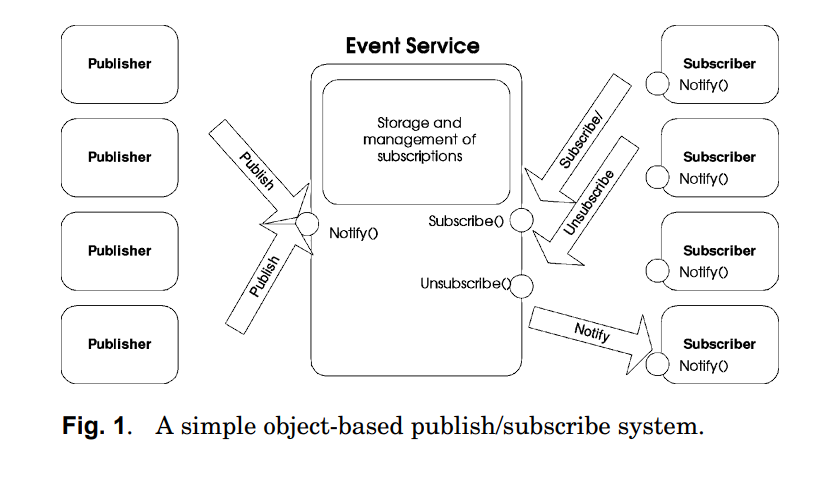 Event Service
Publisher
Publisher
Publisher
Publisher
Publish
Publish
Storage and
management of
subscriptions
Notify()
Subscribe()
Unsubscribe()
Subscribe/
Unsubscribe
Notify
Subscriber
Notify()
Subscriber
Notify()
Subscriber
Notify()
Subscriber
Notify()
Fig. 1. A simple object-based publish/subscribe system.